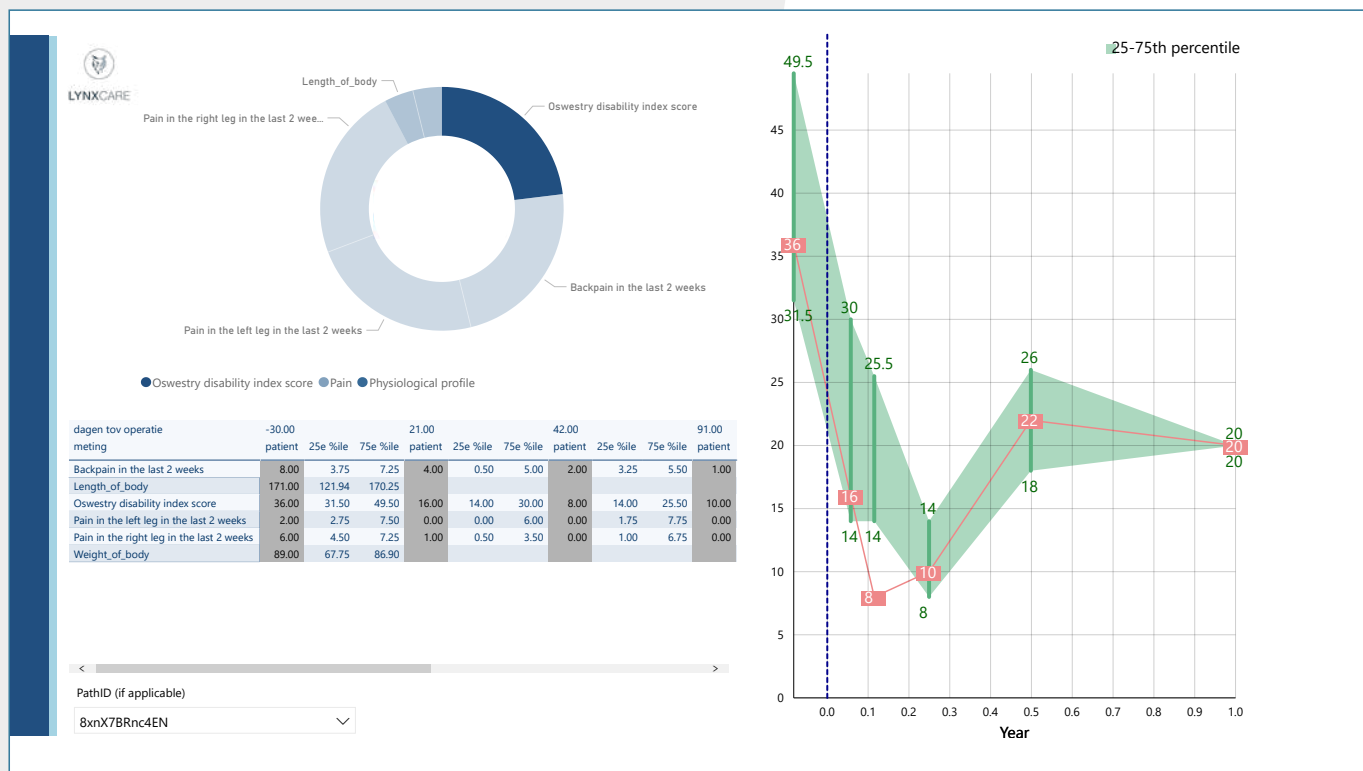 LYNXCARE
Length_of_body
Oswestry disability index score
Pain in the right leg in the last 2 wee...
Backpain in the last 2 weeks
Pain in the left leg in the last 2 weeks
Oswestry disability index score Pain Physiological profile
dagen tov operatie -30.00 21.00 42.00 91.00
meting patient 25e %ile 75e %ile patient 25e %ile 75e %ile patient 25e %ile 75e %ile patient
Backpain in the last 2 weeks 8.00 3.75 7.25 4.00 0.50 5.00 2.00 3.25 5.50 1.00
Length_of_body 171.00 121.94 170.25
Oswestry disability index score 36.00 31.50 49.50 16.00 14.00 30.00 8.00 14.00 25.50 10.00
Pain in the left leg in the last 2 weeks 2.00 2.75 7.50 0.00 0.00 6.00 0.00 1.75 7.75 0.00
Pain in the right leg in the last 2 weeks 6.00 4.50 7.25 1.00 0.50 3.50 0.00 1.00 6.75 0.00
Weight_of_body 89.00 67.75 86.90
PathID (if applicable)
8xnX7BRnc4EN
25-75th percentile
49.5
45
40
36
35
31.5
30
30
25.5
26
25
22
20
20
20
20
18
16
15
14
14
14
10
10
8
8
5
0
0.0 0.1 0.2 0.3 0.4 0.5 0.6 0.7 0.8 0.9 1.0
Year